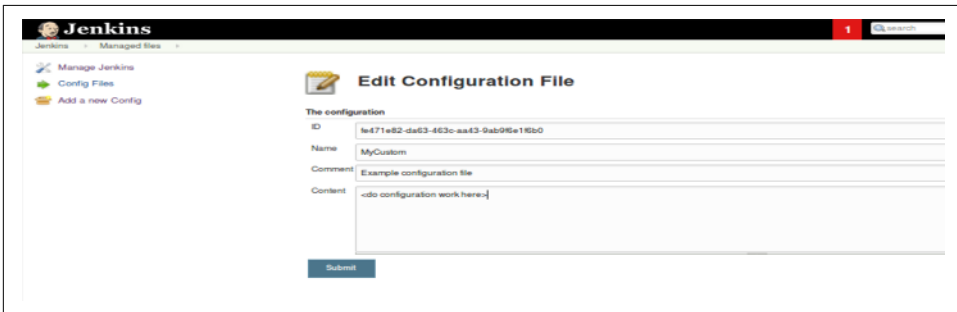 Jenkins
1
search
Jenkins
Managed files
Manage Jenkins
Config Files
Add a new Config
Edit Configuration File
The configuration
ID
fe471e82-da63-463c-aa43-9ab9f6e1f6b0
Name
MyCustom
Comment
Example configuration file
Content
<do configuration work here>
Submit